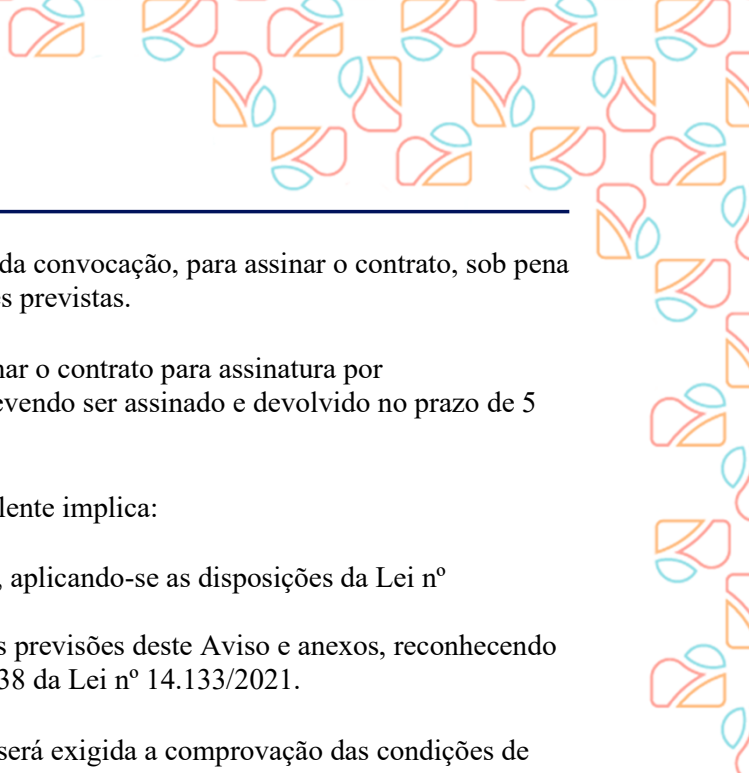 da convocação, para assinar o contrato, sob pena
s previstas.
ar o contrato para assinatura por
vendo ser assinado e devolvido no prazo de 5
lente implica:
, aplicando-se as disposições da Lei nº
s previsões deste Aviso e anexos, reconhecendo
38 da Lei nº 14.133/2021.
será exigida a comprovação das condições de